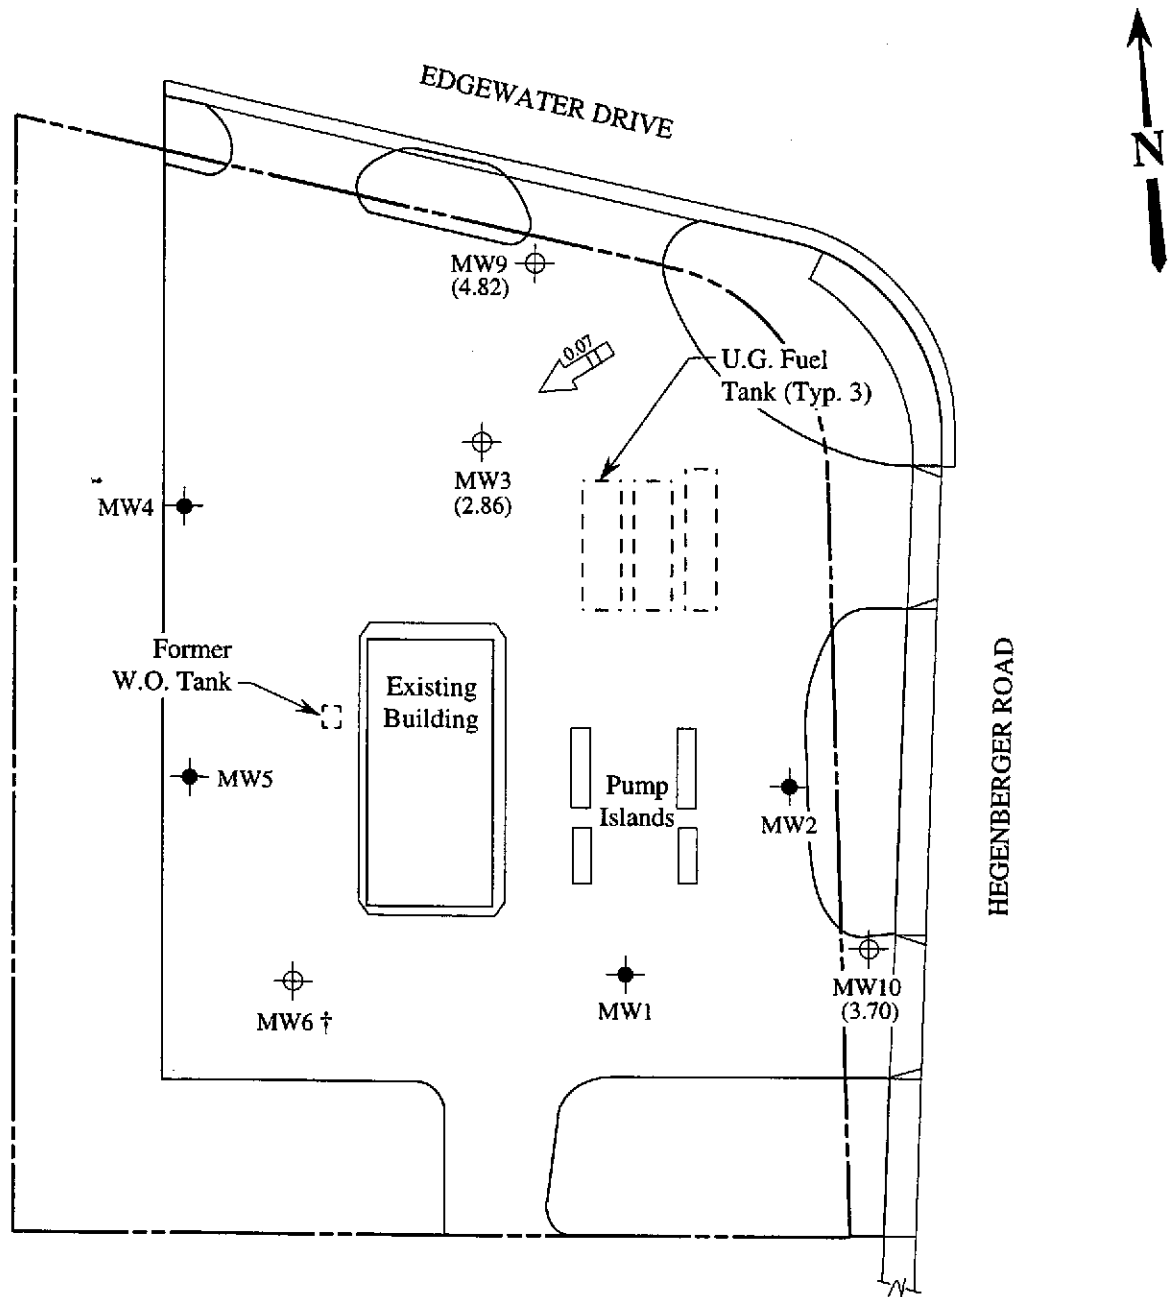 EDGEWATER DRIVE
N
MW9
(4.82)
0.07
U.G. Fuel
Tank (Typ. 3)
MW3
(2.86)
MW4
Former
W.O. Tank
Existing
Building
MW5
Pump
Islands
MW2
HEGENBERGER ROAD
MW6 †
MW1
MW10
(3.70)